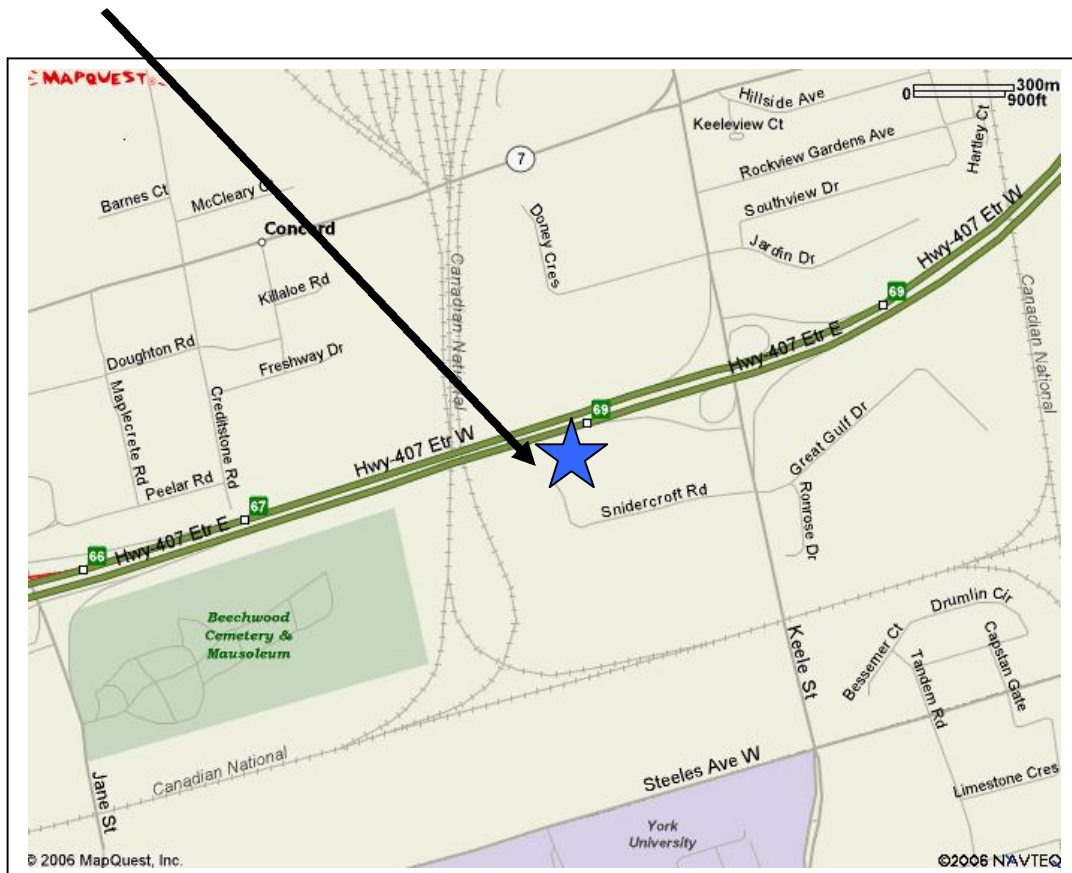 MAPQUEST
300m
0
900ft
Hillside Ave
Keeleview Ct
Hartley Ct
Rockview Gardens Ave
7
Barnes Ct
McCleary Ct
Southview Dr
Doney Cres
Concord
Jardin Dr
Hwy-407 Etr W
Canadian National
Killaloe Rd
69
Canadian National
Doughton Rd
Freshway Dr
Hwy-407 Etr E
Maplecrete Rd
Creditstone Rd
69
Hwy-407 Etr W
Great Gulf Dr
Peelar Rd
Snidercroft Rd
Ronrose Dr
67
Hwy-407 Etr E
66
Beechwood
Cemetery &
Mausoleum
Keele St
Drumlin Cir
Bessemer Ct
Tandem Rd
Capstan Gate
Jane St
Canadian National
Steeles Ave W
Limestone Cres
York
University
© 2006 MapQuest, Inc.
©2006 NAVTEQ